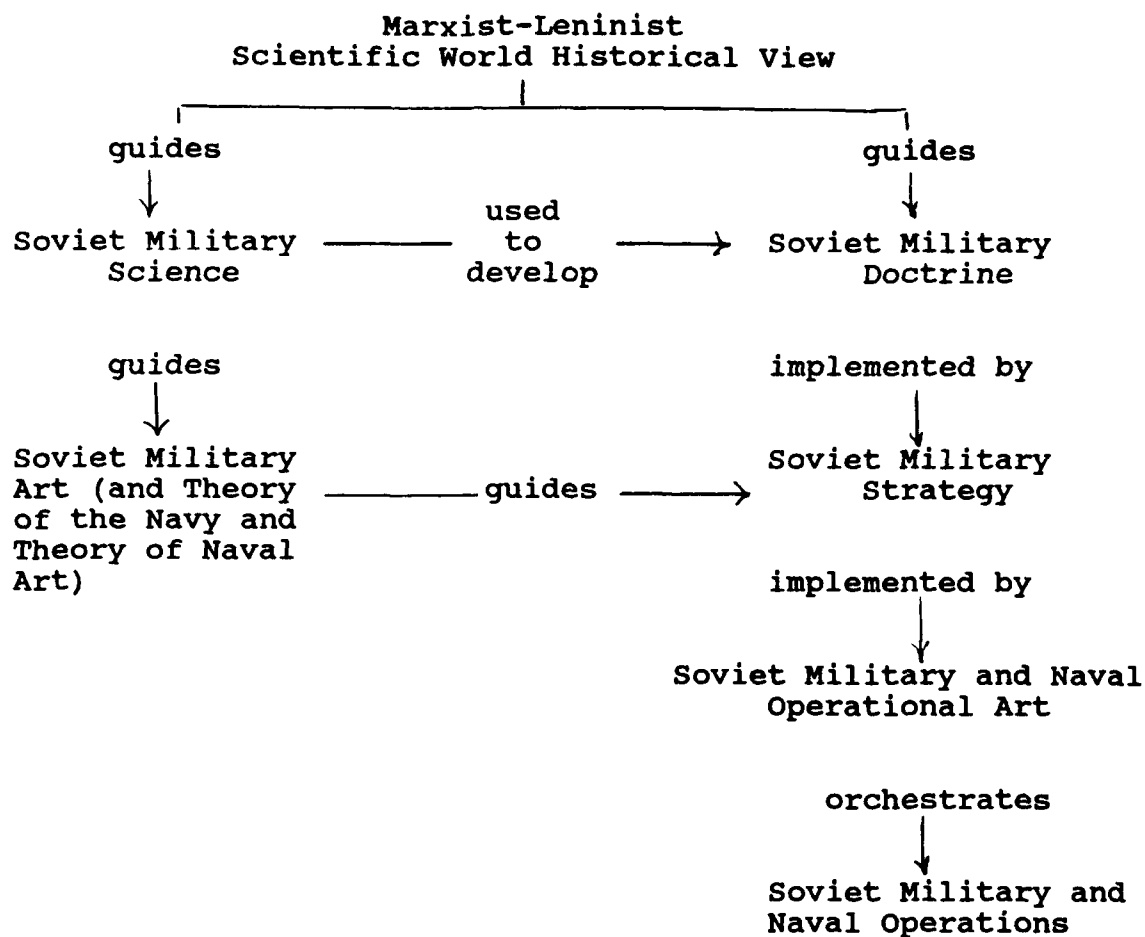 Marxist-Leninist
Scientific World Historical View
guides
guides
Soviet Military
Science
used
to
develop
Soviet Military
Doctrine
guides
implemented by
Soviet Military
Art (and Theory
of the Navy and
Theory of Naval
Art)
guides
Soviet Military
Strategy
implemented by
Soviet Military and Naval
Operational Art
orchestrates
Soviet Military and
Naval Operations